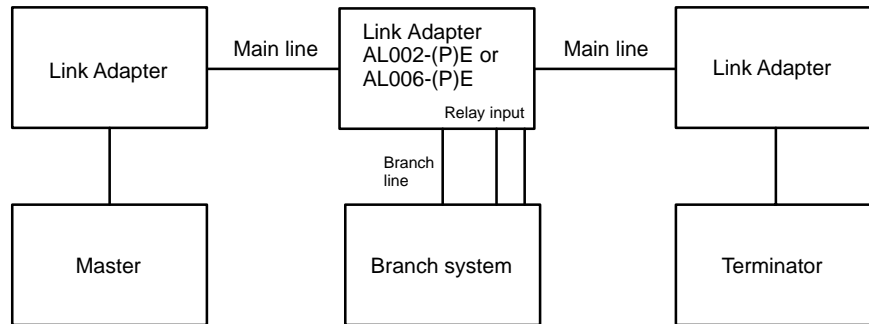 Link Adapter
Main line
Link Adapter
AL002-(P)E or
AL006-(P)E
Relay input
Main line
Link Adapter
Branch
line
Master
Branch system
Terminator